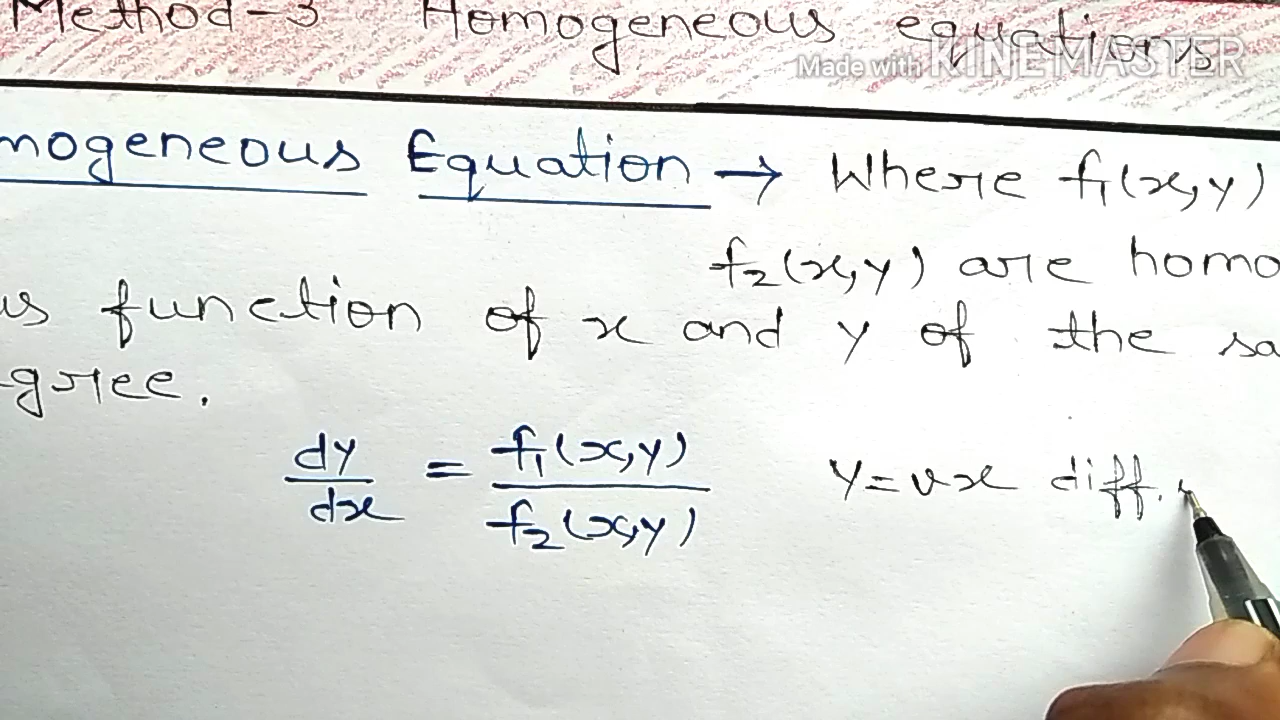 Method-3 Homogeneous equations
Made with KINEMASTER
mogeneous Equation → Where f₁(x,y)
f₂(x,y) are homo
us function of x and y of the sa
gree.
dy/dx = f₁(x,y)/f₂(x,y) y=vx diff.